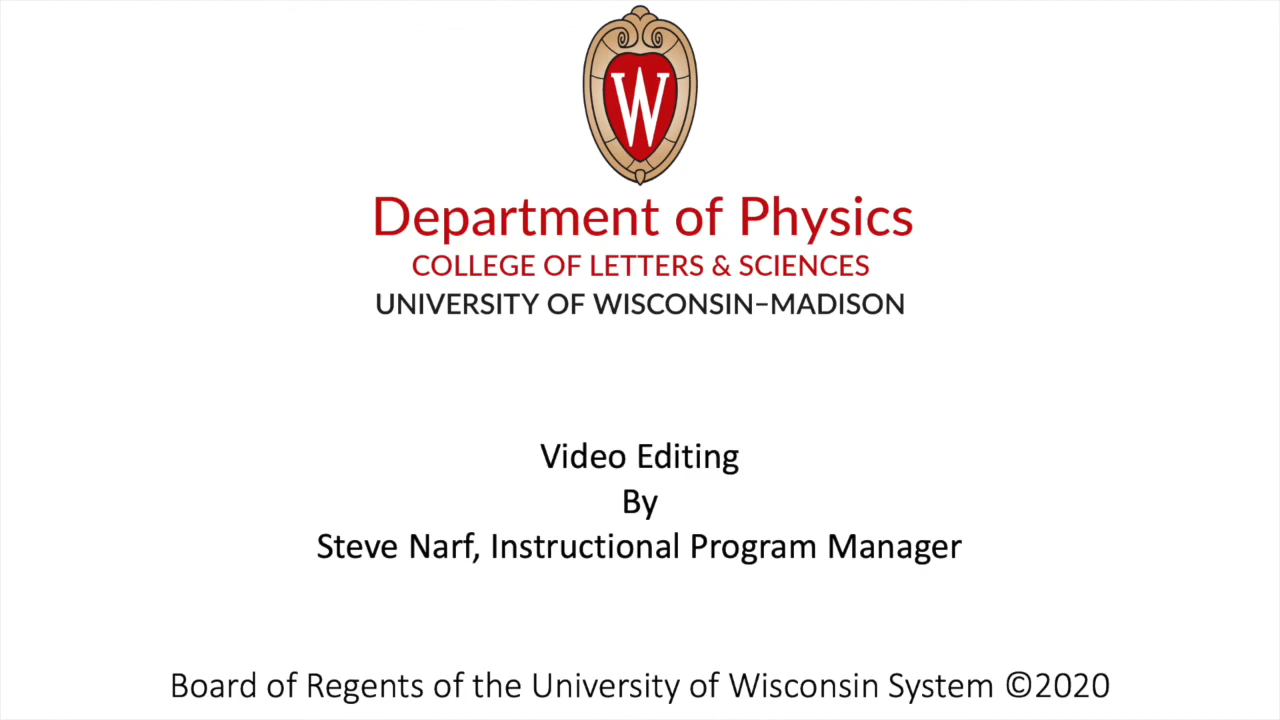 W
Department of Physics
COLLEGE OF LETTERS & SCIENCES
UNIVERSITY OF WISCONSIN–MADISON
Video Editing
By
Steve Narf, Instructional Program Manager
Board of Regents of the University of Wisconsin System ©2020